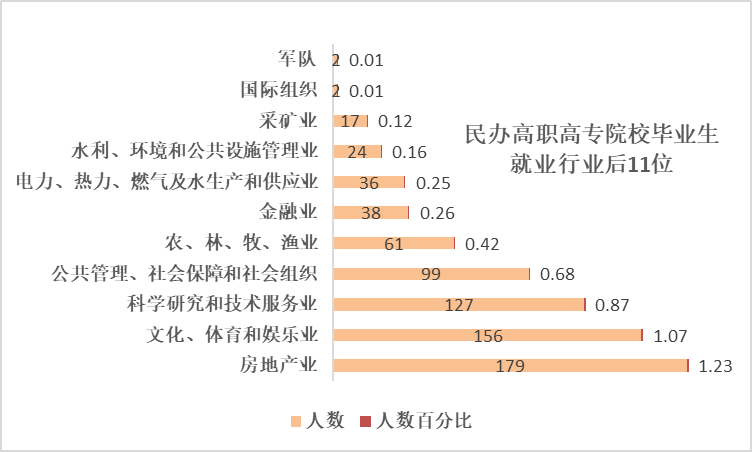 军队 2 0.01
国际组织 2 0.01
采矿业 17 0.12
民办高职高专院校毕业生
就业行业后11位
水利、环境和公共设施管理业 24 0.16
电力、热力、燃气及水生产和供应业 36 0.25
金融业 38 0.26
农、林、牧、渔业 61 0.42
公共管理、社会保障和社会组织 99 0.68
科学研究和技术服务业 127 0.87
文化、体育和娱乐业 156 1.07
房地产业 179 1.23
人数 人数百分比